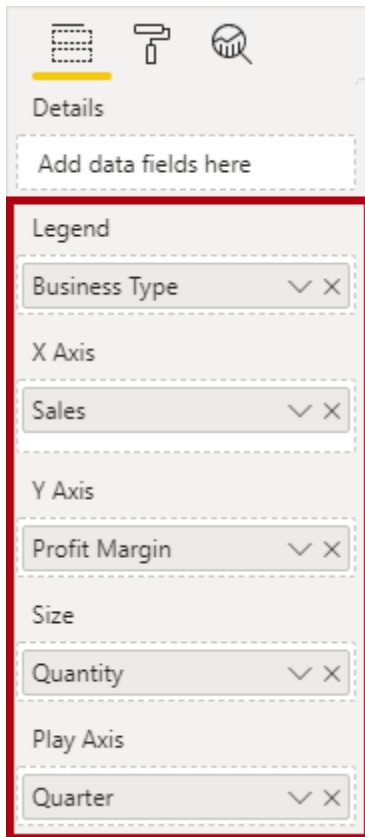 Details
Add data fields here
Legend
Business Type
X Axis
Sales
Y Axis
Profit Margin
Size
Quantity
Play Axis
Quarter